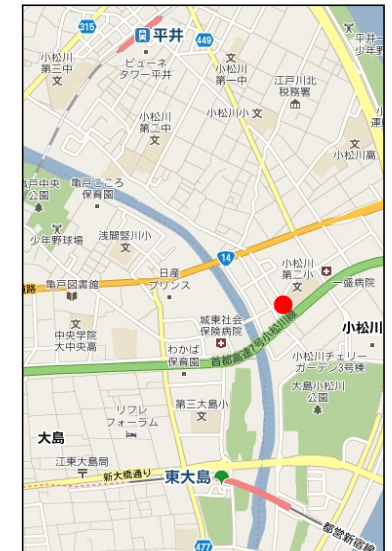 315
平井
449
平井
少年野
小松川
第三中
ビューネ
タワー平井
小松川
第一中
江戸川北
税務署
小松川
第二中
小松川小
小松川高
戸中央
公園
亀戸こころ
保育園
少年野球場
浅間竪川小
14
小松川
第二小
日産
プリンス
一盛病院
亀戸図書館
道路
城東社会
保険病院
中央学院
大中央高
首都高速7号小松川線
小松川
わかば
保育園
小松川チェリー
ガーデン3号棟
大島小松川
公園
第三大島小
リプレ
フォーラム
大島
江東大島局
新大橋通り
東大島
都営新宿線
477